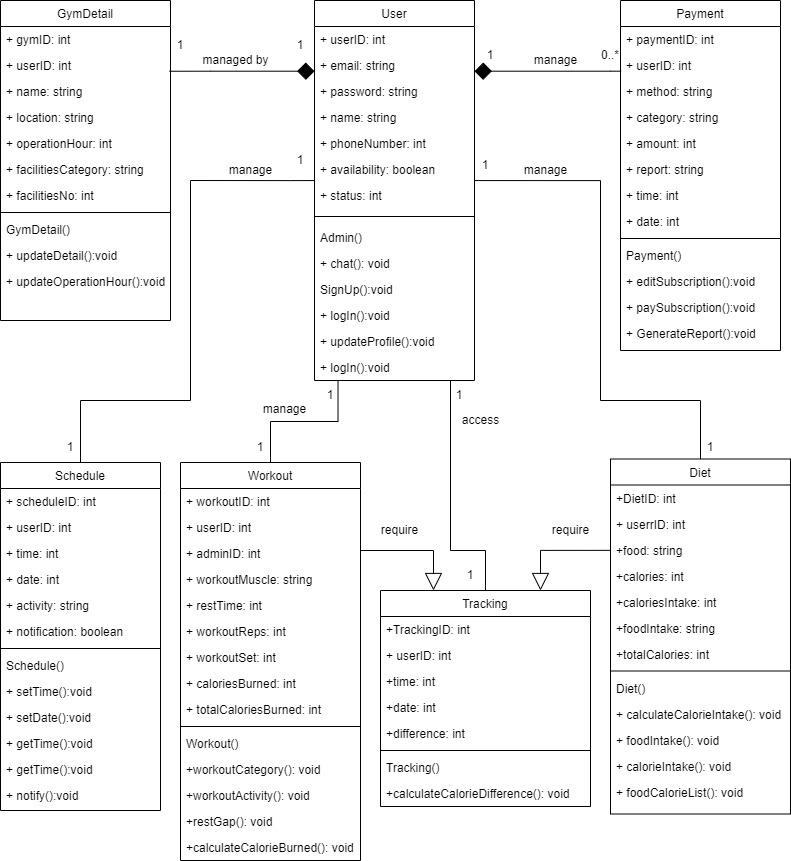 GymDetail
+ gymID: int
+ userID: int
+ name: string
+ location: string
+ operationHour: int
+ facilitiesCategory: string
+ facilitiesNo: int
GymDetail()
+ updateDetail():void
+ updateOperationHour():void
1
managed by
1
User
+ userID: int
+ email: string
+ password: string
+ name: string
+ phoneNumber: int
+ availability: boolean
+ status: int
Admin()
+ chat(): void
SignUp():void
+ logIn():void
+ updateProfile():void
+ logIn():void
1
manage
0..*
Payment
+ paymentID: int
+ userID: int
+ method: string
+ category: string
+ amount: int
+ report: string
+ time: int
+ date: int
Payment()
+ editSubscription():void
+ paySubscription():void
+ GenerateReport():void
manage
1
1
1
manage
1
1
manage
1
1
access
1
Schedule
+ scheduleID: int
+ userID: int
+ time: int
+ date: int
+ activity: string
+ notification: boolean
Schedule()
+ setTime():void
+ setDate():void
+ getTime():void
+ getTime():void
+ notify():void
Workout
+ workoutID: int
+ userID: int
+ adminID: int
+ workoutMuscle: string
+ restTime: int
+ workoutReps: int
+ workoutSet: int
+ caloriesBurned: int
+ totalCaloriesBurned: int
Workout()
+workoutCategory(): void
+workoutActivity(): void
+restGap(): void
+calculateCalorieBurned(): void
require
require
Tracking
+TrackingID: int
+ userID: int
+time: int
+date: int
+difference: int
Tracking()
+calculateCalorieDifference(): void
Diet
+DietID: int
+ userrID: int
+food: string
+calories: int
+caloriesIntake: int
+foodIntake: string
+totalCalories: int
Diet()
+ calculateCalorieIntake(): void
+ foodIntake(): void
+ calorieIntake(): void
+ foodCalorieList(): void